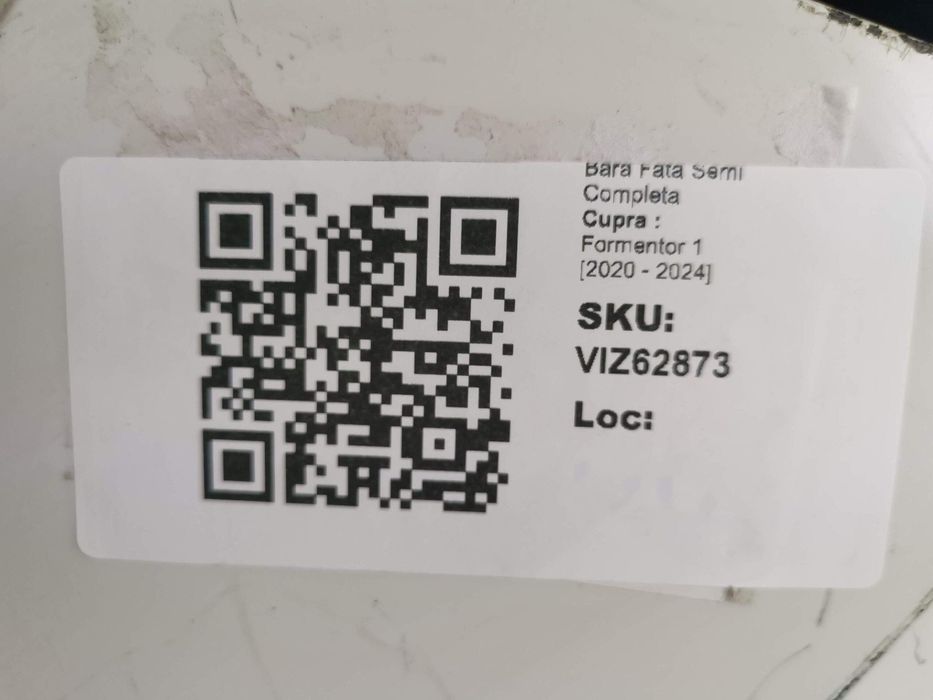 Bara Fata Semi
Completa
Cupra :
Formentor 1
[2020 - 2024]
SKU:
VIZ62873
Loc: